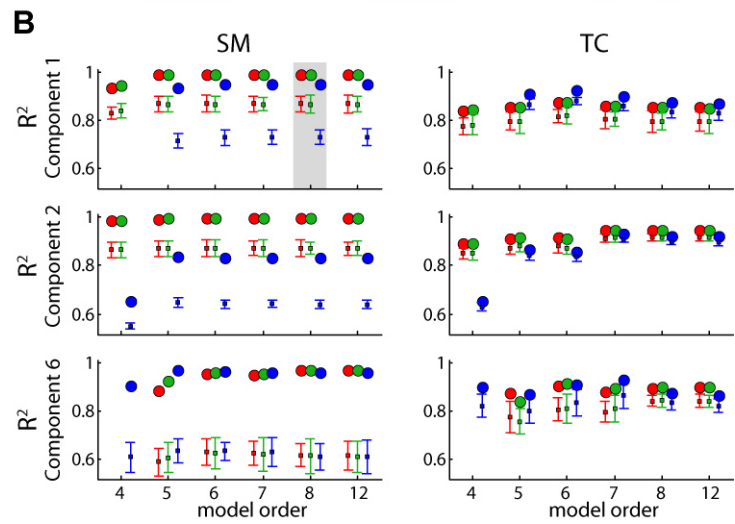 B
SM
TC
R²
Component 1
1
0.8
0.6
1
0.8
0.6
R²
Component 2
1
0.8
0.6
1
0.8
0.6
R²
Component 6
1
0.8
0.6
1
0.8
0.6
4 5 6 7 8 12
4 5 6 7 8 12
model order
model order